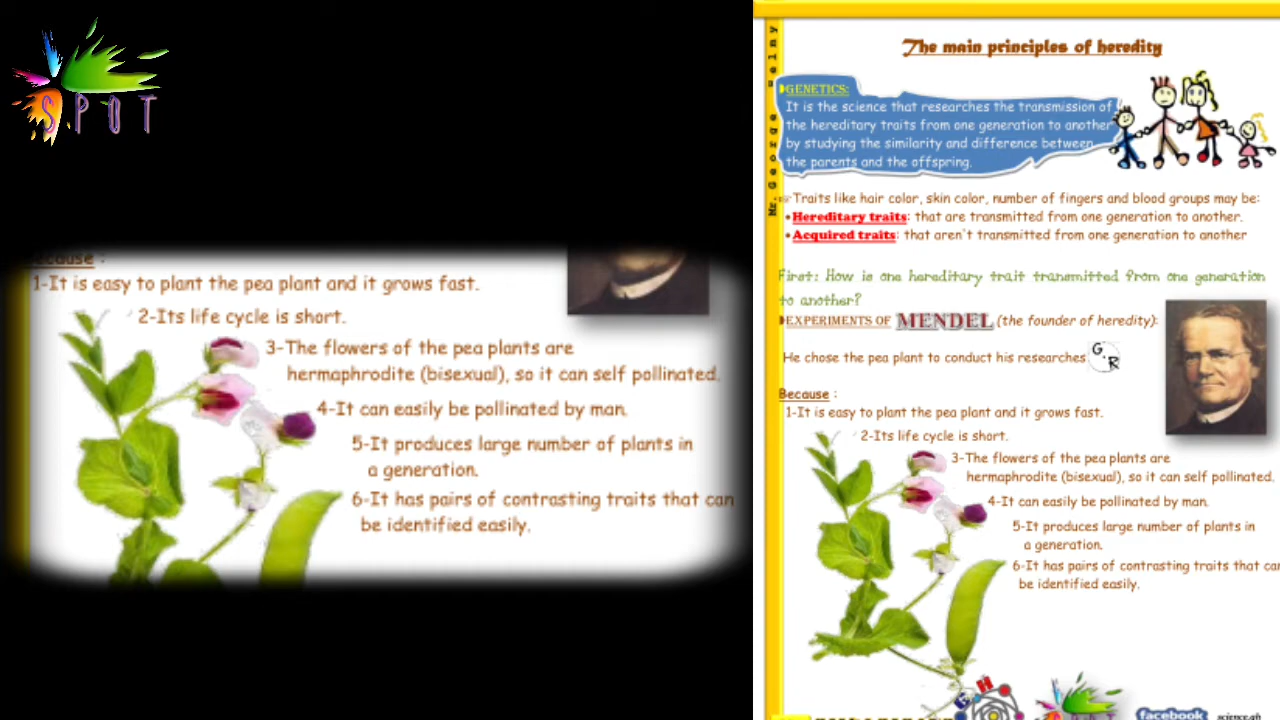 SPOT
Because :
1-It is easy to plant the pea plant and it grows fast.
2-Its life cycle is short.
3-The flowers of the pea plants are
hermaphrodite (bisexual), so it can self pollinated.
4-It can easily be pollinated by man.
5-It produces large number of plants in
a generation.
6-It has pairs of contrasting traits that can
be identified easily.
The main principles of heredity
GENETICS:
It is the science that researches the transmission of
the hereditary traits from one generation to another
by studying the similarity and difference between
the parents and the offspring.
Traits like hair color, skin color, number of fingers and blood groups may be:
•Hereditary traits: that are transmitted from one generation to another.
•Acquired traits: that aren't transmitted from one generation to another
First: How is one hereditary trait transmitted from one generation
to another?
EXPERIMENTS OF MENDEL (the founder of heredity):
He chose the pea plant to conduct his researches G.R
Because :
1-It is easy to plant the pea plant and it grows fast.
2-Its life cycle is short.
3-The flowers of the pea plants are
hermaphrodite (bisexual), so it can self pollinated.
4-It can easily be pollinated by man.
5-It produces large number of plants in
a generation.
6-It has pairs of contrasting traits that can
be identified easily.
facebook